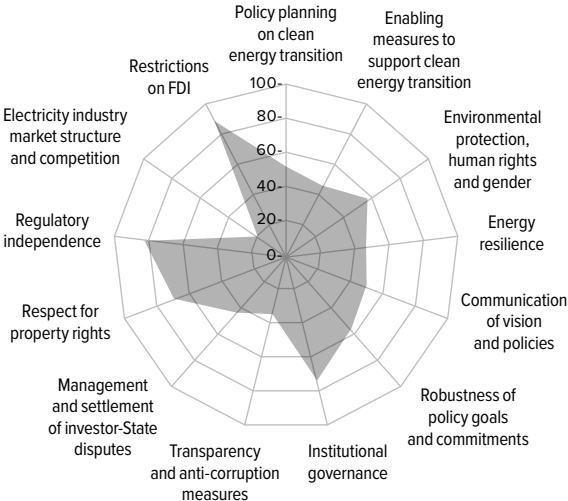 Policy planning
on clean
energy transition
Enabling
measures to
support clean
energy transition
Environmental
protection,
human rights
and gender
Energy
resilience
Communication
of vision
and policies
Robustness of
policy goals
and commitments
Institutional
governance
Transparency
and anti-corruption
measures
Management
and settlement
of investor-State
disputes
Respect for
property rights
Regulatory
independence
Electricity industry
market structure
and competition
Restrictions
on FDI
100
80
60
40
20
0